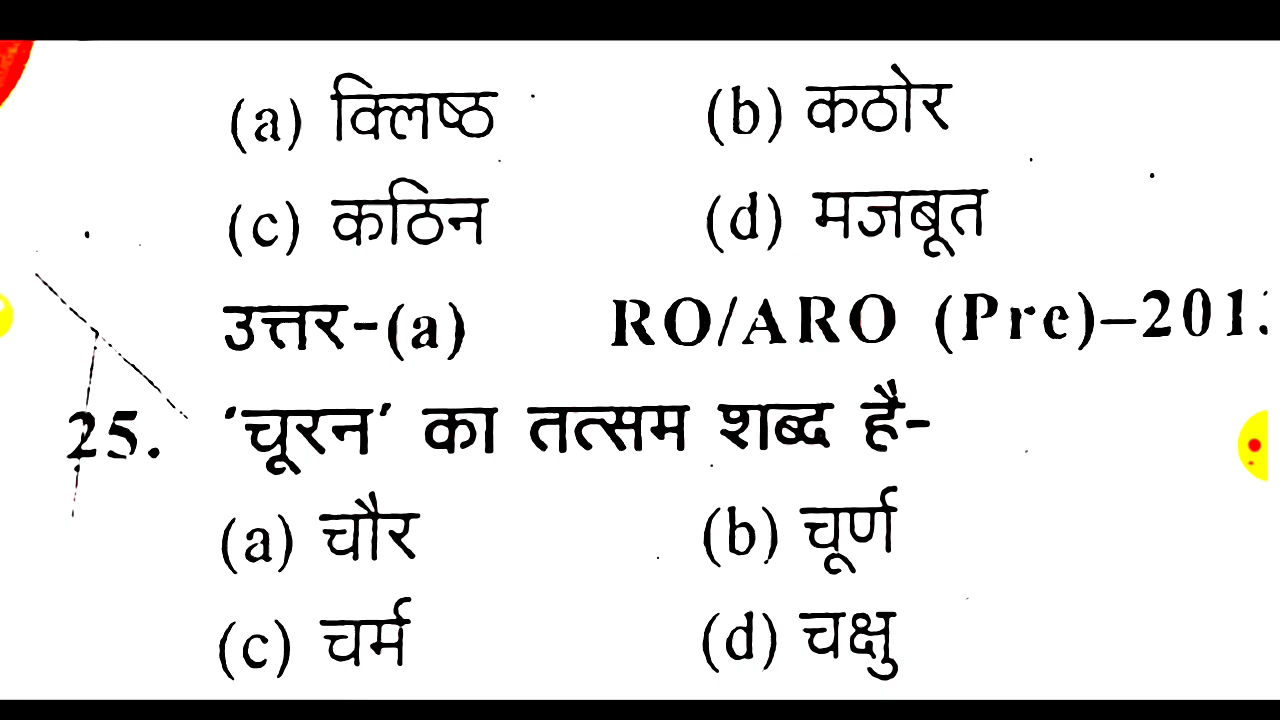 (a) क्लिष्ठ (b) कठोर
(c) कठिन (d) मजबूत
उत्तर-(a) RO/ARO (Pre)–201
25. 'चूरन' का तत्सम शब्द है-
(a) चौर (b) चूर्ण
(c) चर्म (d) चक्षु